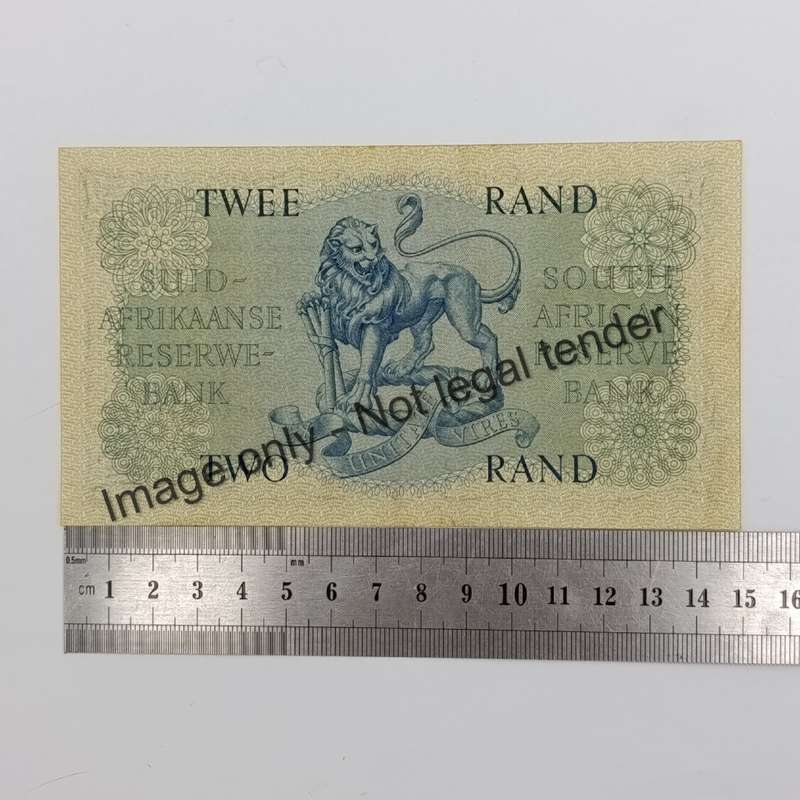 TWEE RAND
SUID-
AFRIKAANSE
RESERWE-
BANK
SOUTH
AFRICAN
RESERVE
BANK
UNITATE VIRES
TWO RAND
Image only - Not legal tender
0.5mm
mm
cm 1 2 3 4 5 6 7 8 9 10 11 12 13 14 15 16